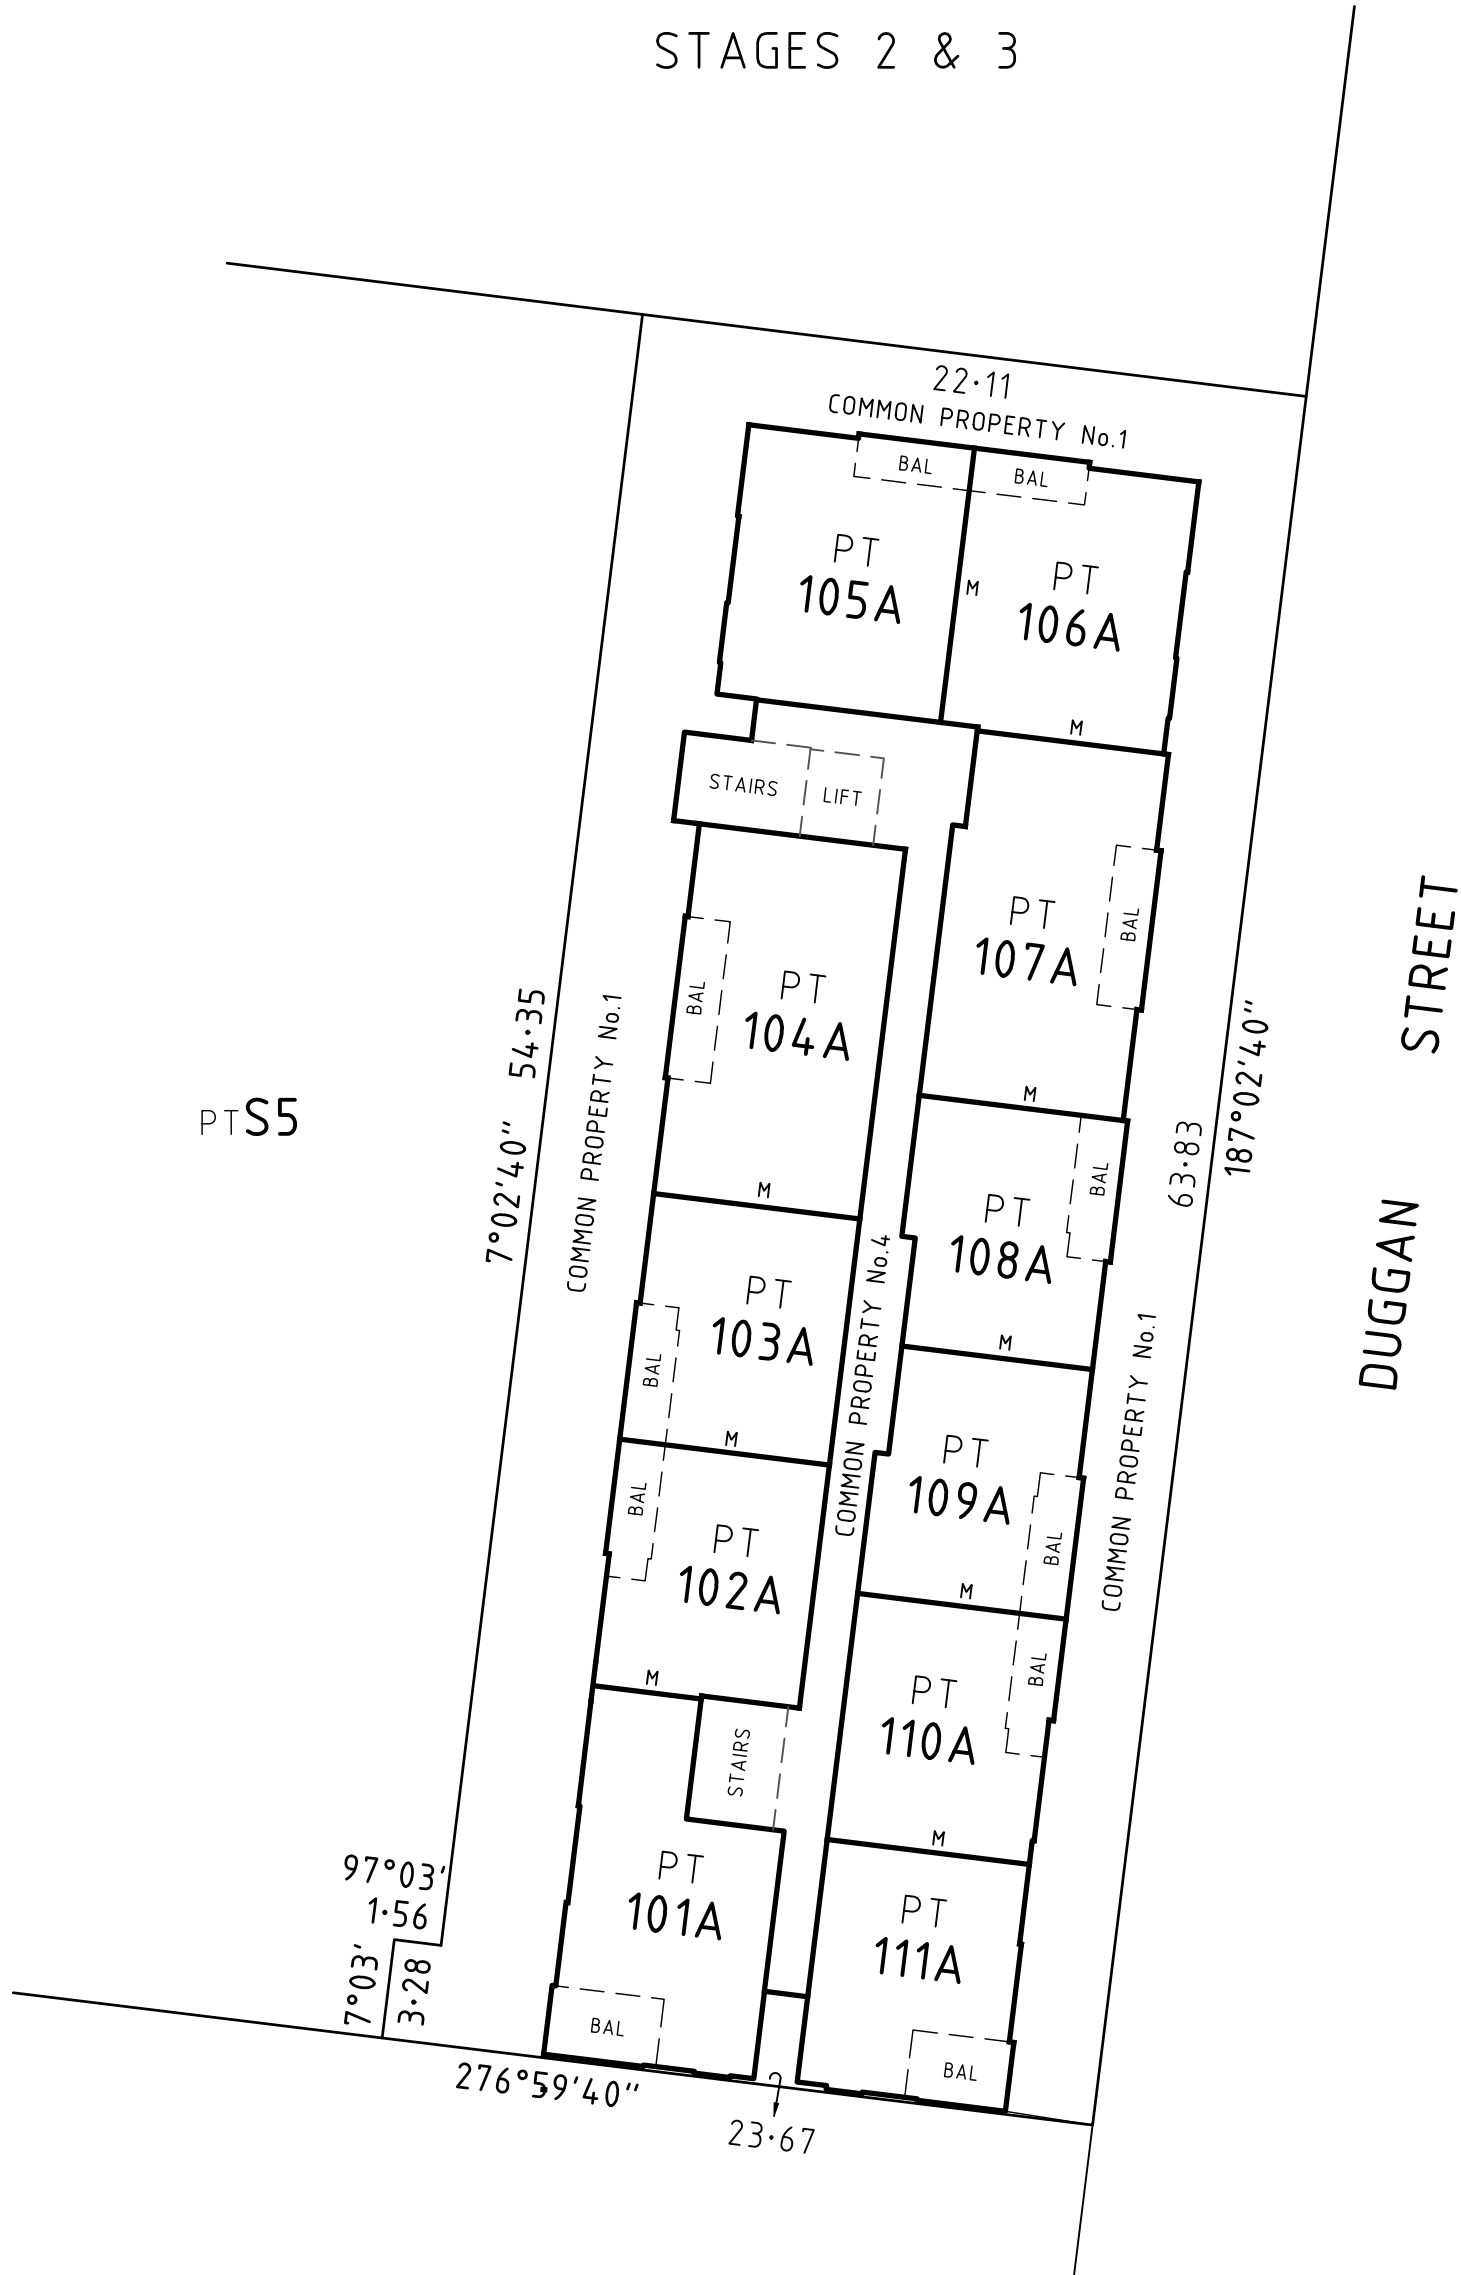 STAGES 2 & 3
22·11
COMMON PROPERTY No.1
BAL
BAL
PT
105A
M
PT
106A
M
STAIRS
LIFT
PT
107A
BAL
STREET
PT
104A
BAL
54·35
COMMON PROPERTY No.1
7°02'40"
PTS5
M
M
187°02'40"
63·83
DUGGAN
PT
108A
BAL
PT
103A
BAL
COMMON PROPERTY No.4
M
COMMON PROPERTY No.1
M
PT
109A
BAL
PT
102A
BAL
M
M
PT
110A
BAL
STAIRS
M
PT
101A
PT
111A
97°03'
1·56
7°03'
3·28
BAL
BAL
276°59'40"
23·67